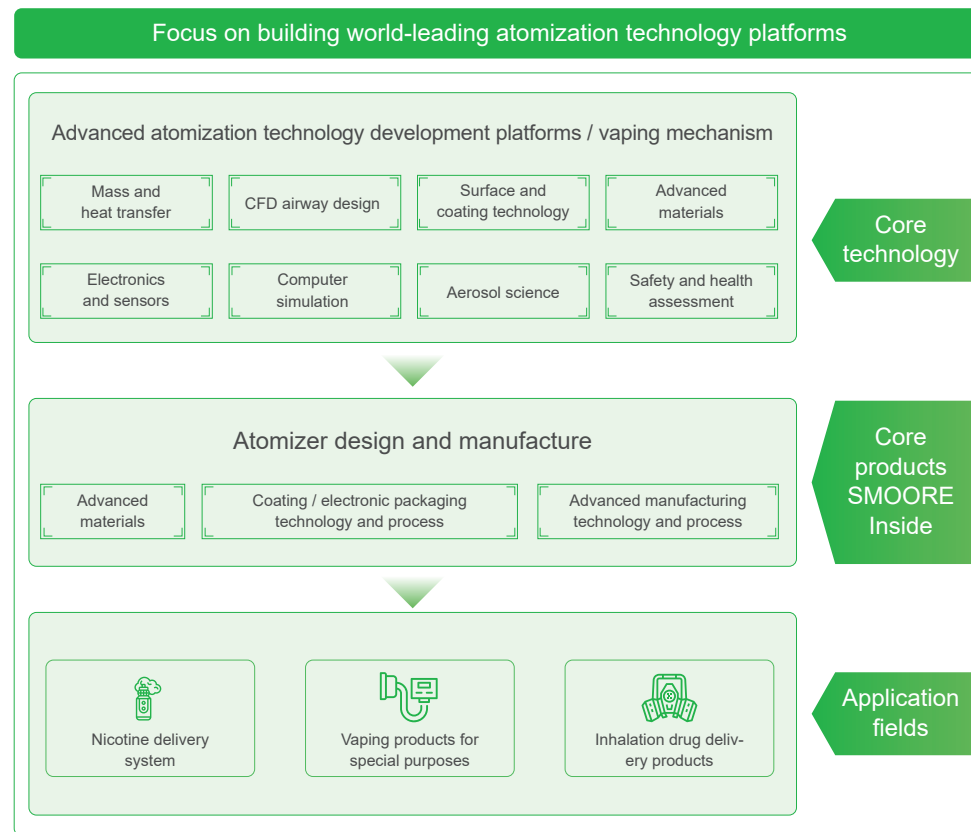 Focus on building world-leading atomization technology platforms
Advanced atomization technology development platforms / vaping mechanism
Mass and
heat transfer
CFD airway design
Surface and
coating technology
Advanced
materials
Electronics
and sensors
Computer
simulation
Aerosol science
Safety and health
assessment
Core
technology
Atomizer design and manufacture
Advanced
materials
Coating / electronic packaging
technology and process
Advanced manufacturing
technology and process
Core
products
SMOORE
Inside
Nicotine delivery
system
Vaping products for
special purposes
Inhalation drug deliv-
ery products
Application
fields